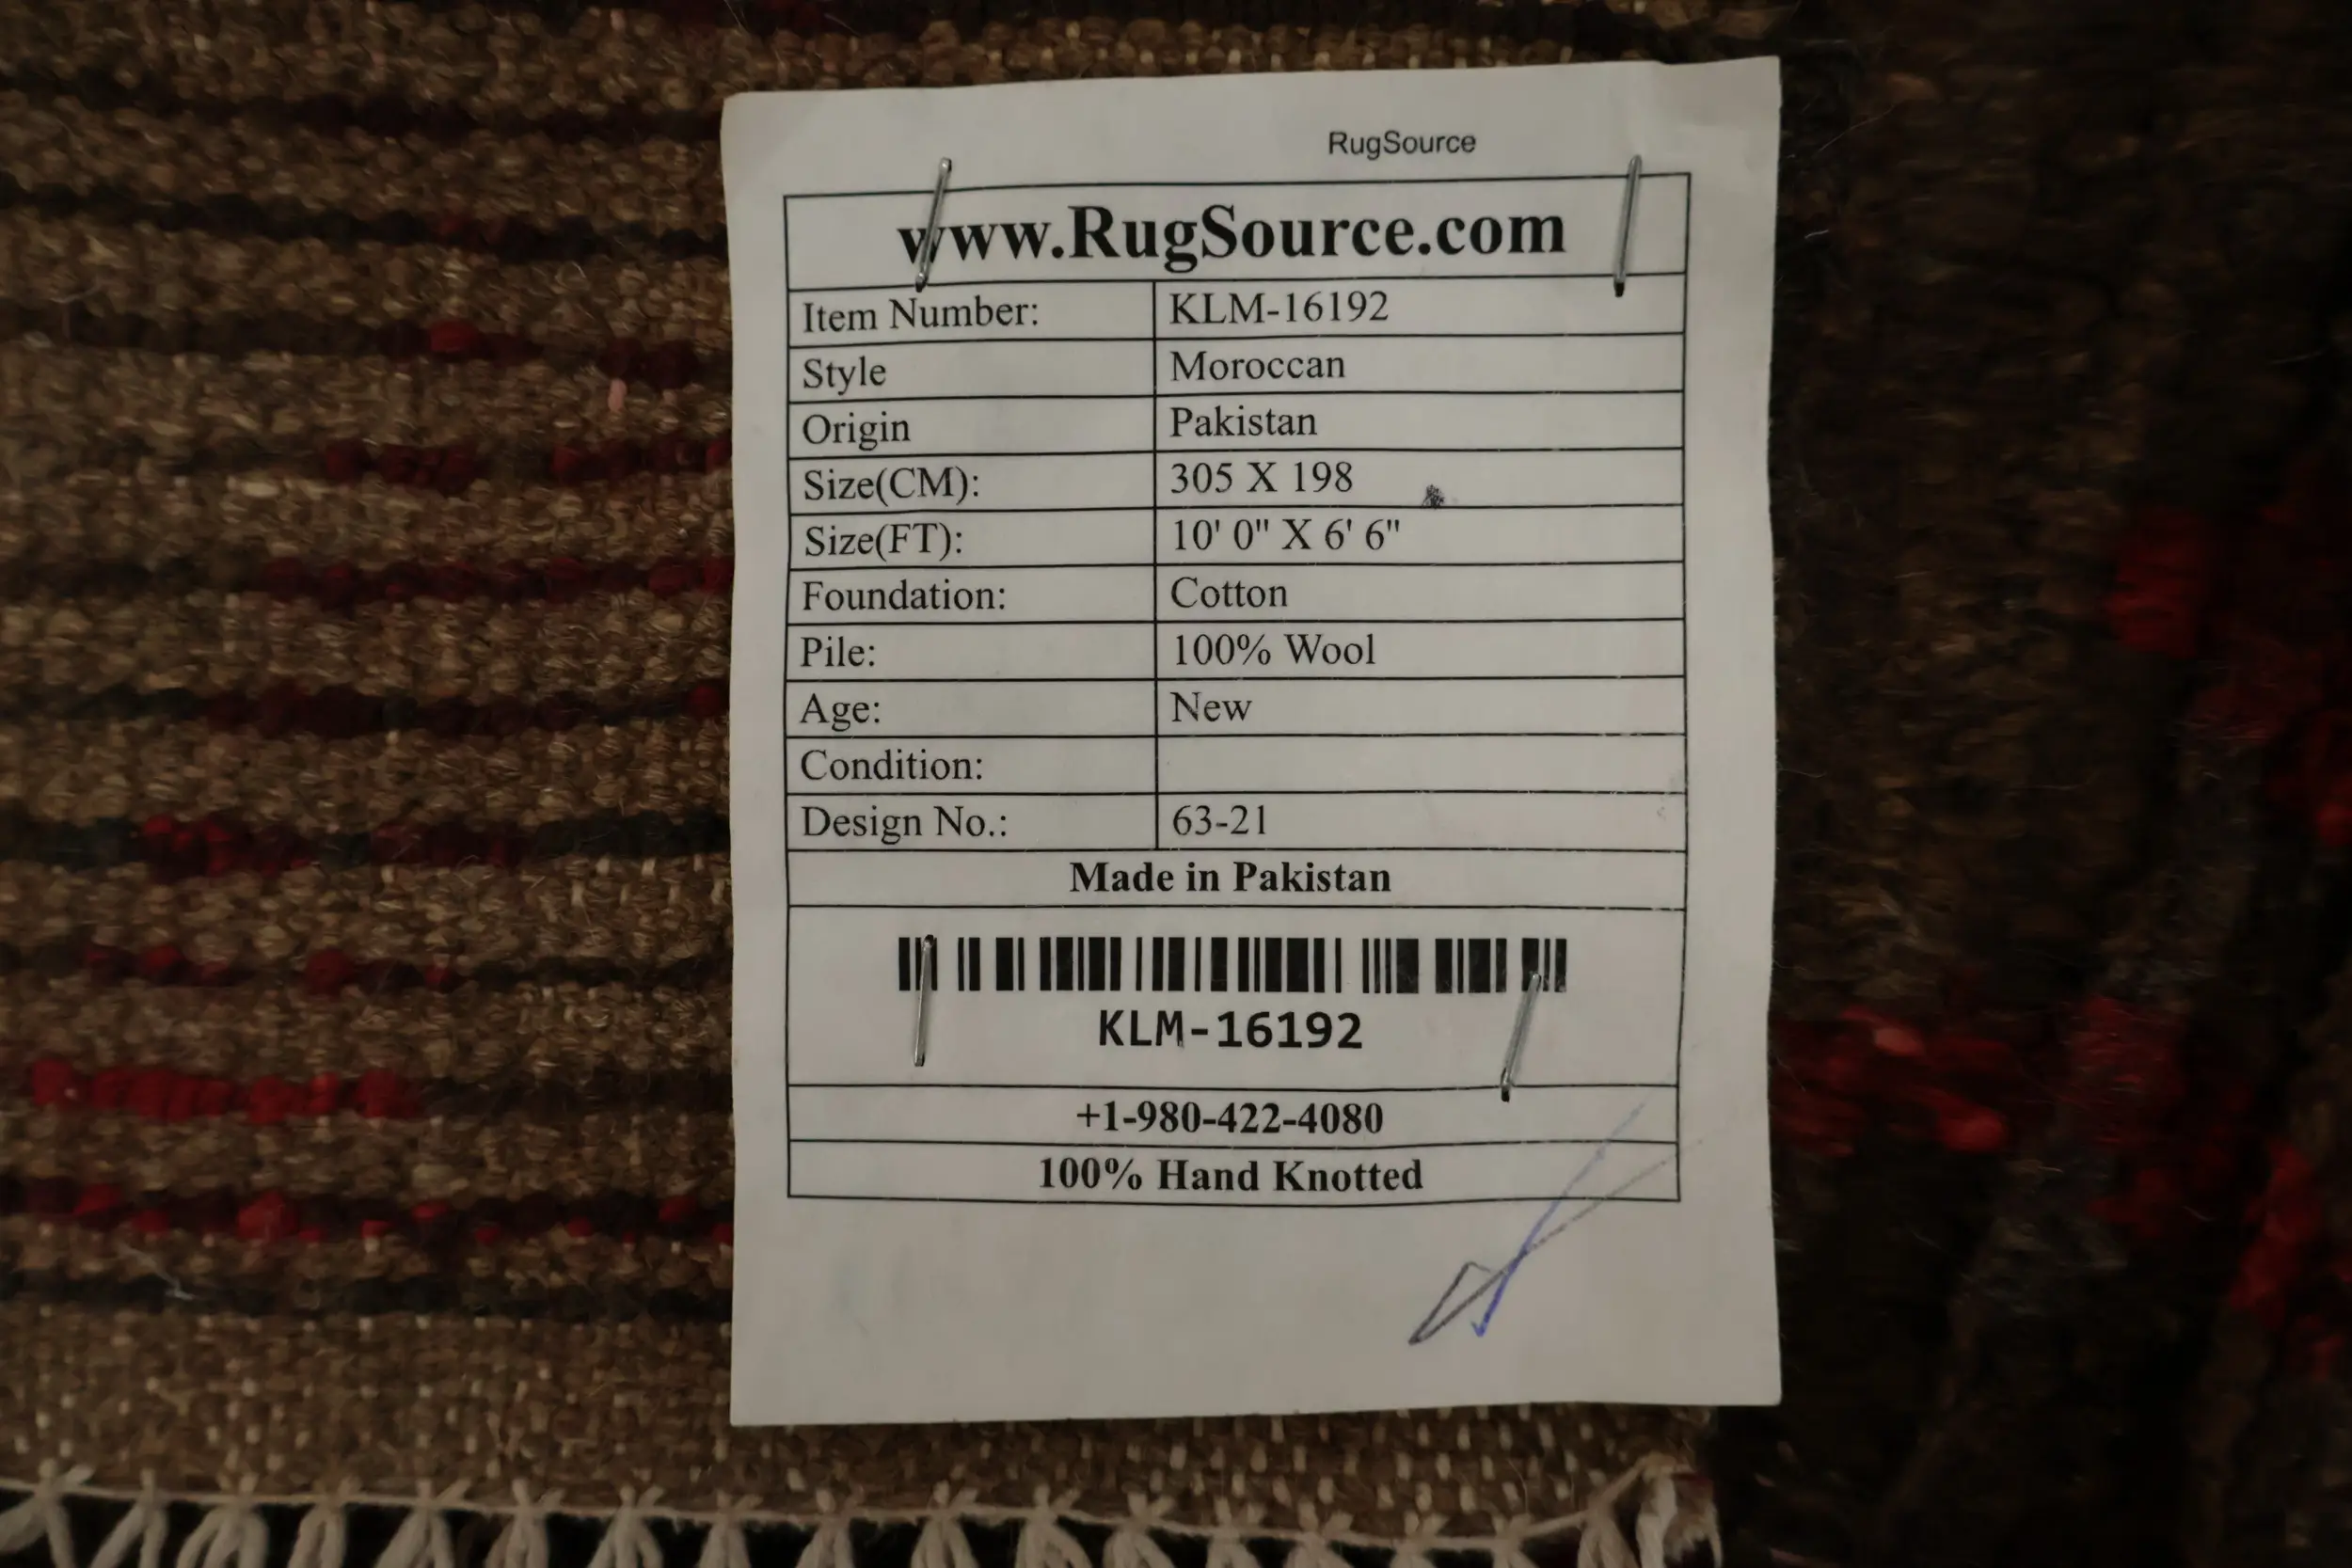 RugSource
www.RugSource.com
Item Number: KLM-16192
Style Moroccan
Origin Pakistan
Size(CM): 305 X 198
Size(FT): 10' 0" X 6' 6"
Foundation: Cotton
Pile: 100% Wool
Age: New
Condition:
Design No.: 63-21
Made in Pakistan
KLM-16192
+1-980-422-4080
100% Hand Knotted